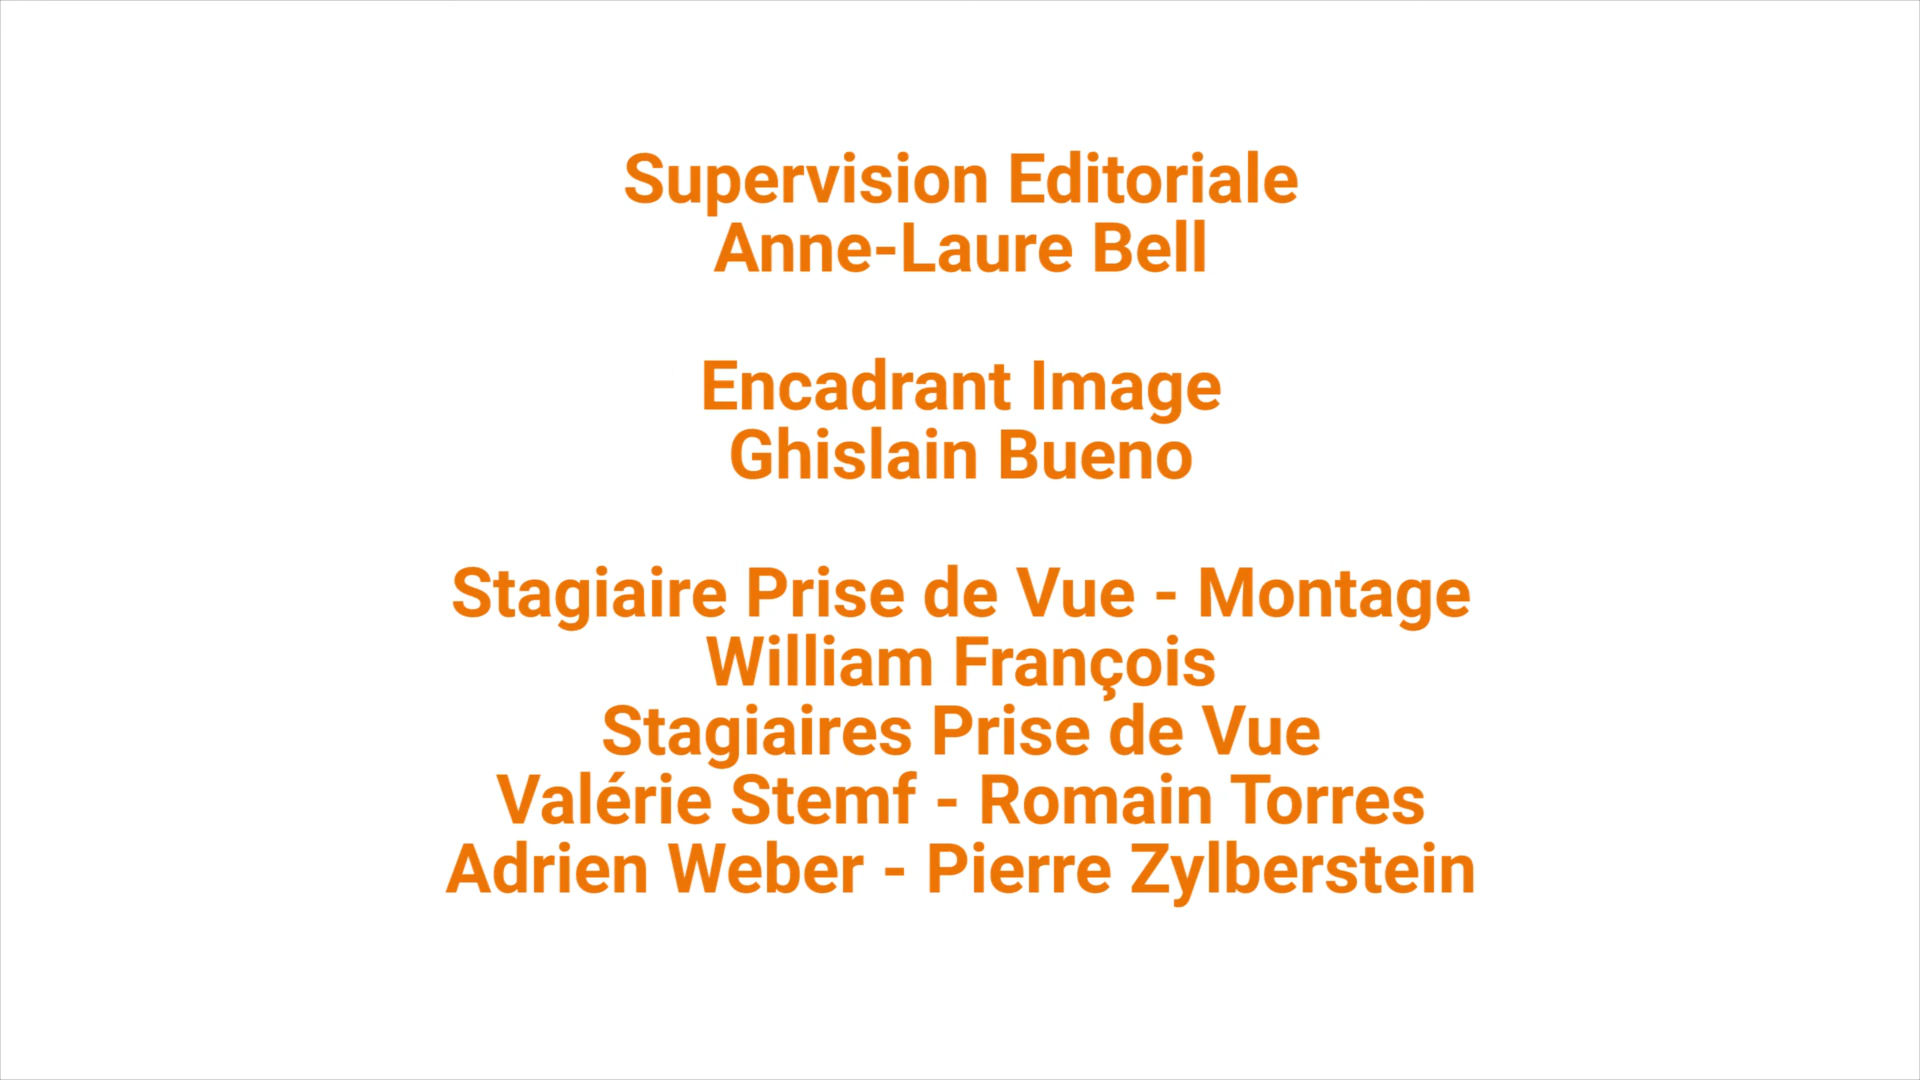 Supervision Editoriale
Anne-Laure Bell
Encadrant Image
Ghislain Bueno
Stagiaire Prise de Vue - Montage
William François
Stagiaires Prise de Vue
Valérie Stemf - Romain Torres
Adrien Weber - Pierre Zylberstein